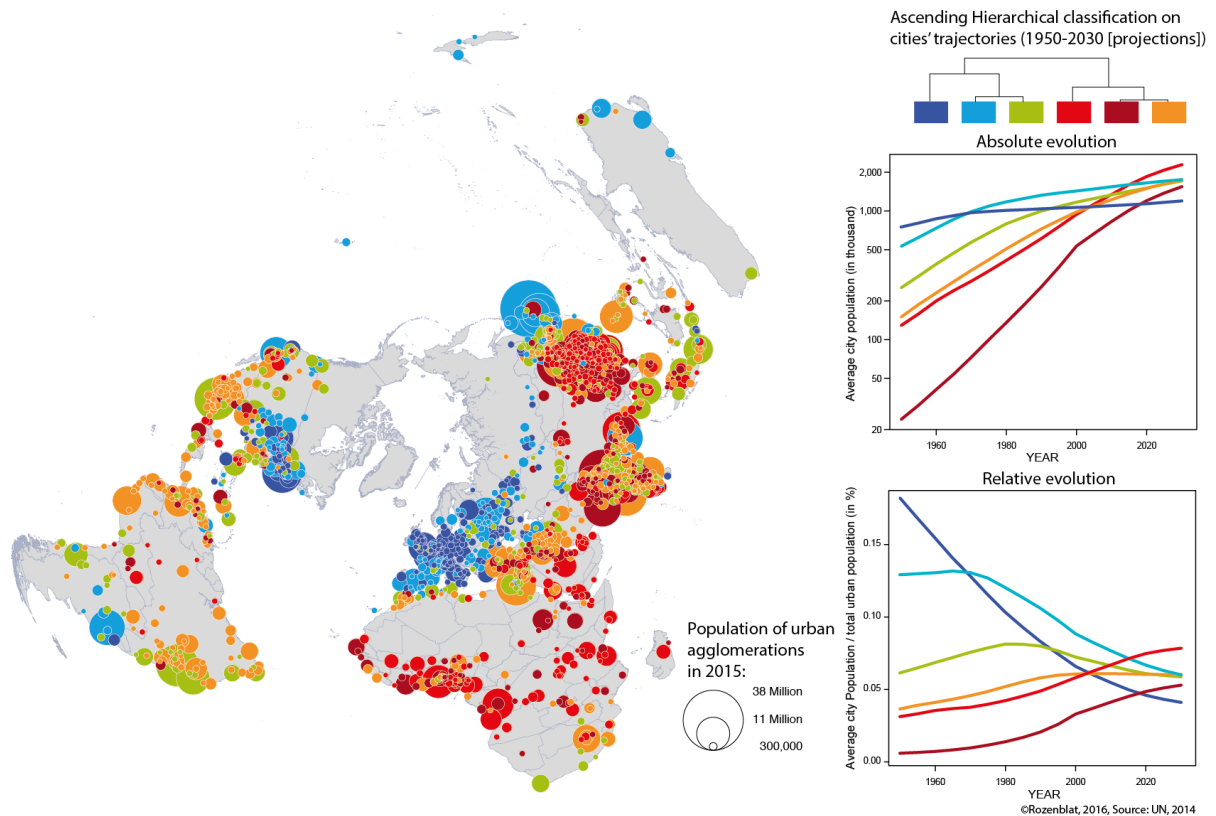 Ascending Hierarchical classification on
cities' trajectories (1950-2030 [projections])
Absolute evolution
Average city population (in thousand)
2,000
1,000
500
200
100
50
20
1960
1980
2000
2020
YEAR
Relative evolution
Average city Population / total urban population (in %)
0.15
0.10
0.05
0.00
1960
1980
2000
2020
YEAR
Population of urban
agglomerations
in 2015:
38 Million
11 Million
300,000
©Rozenblat, 2016, Source: UN, 2014